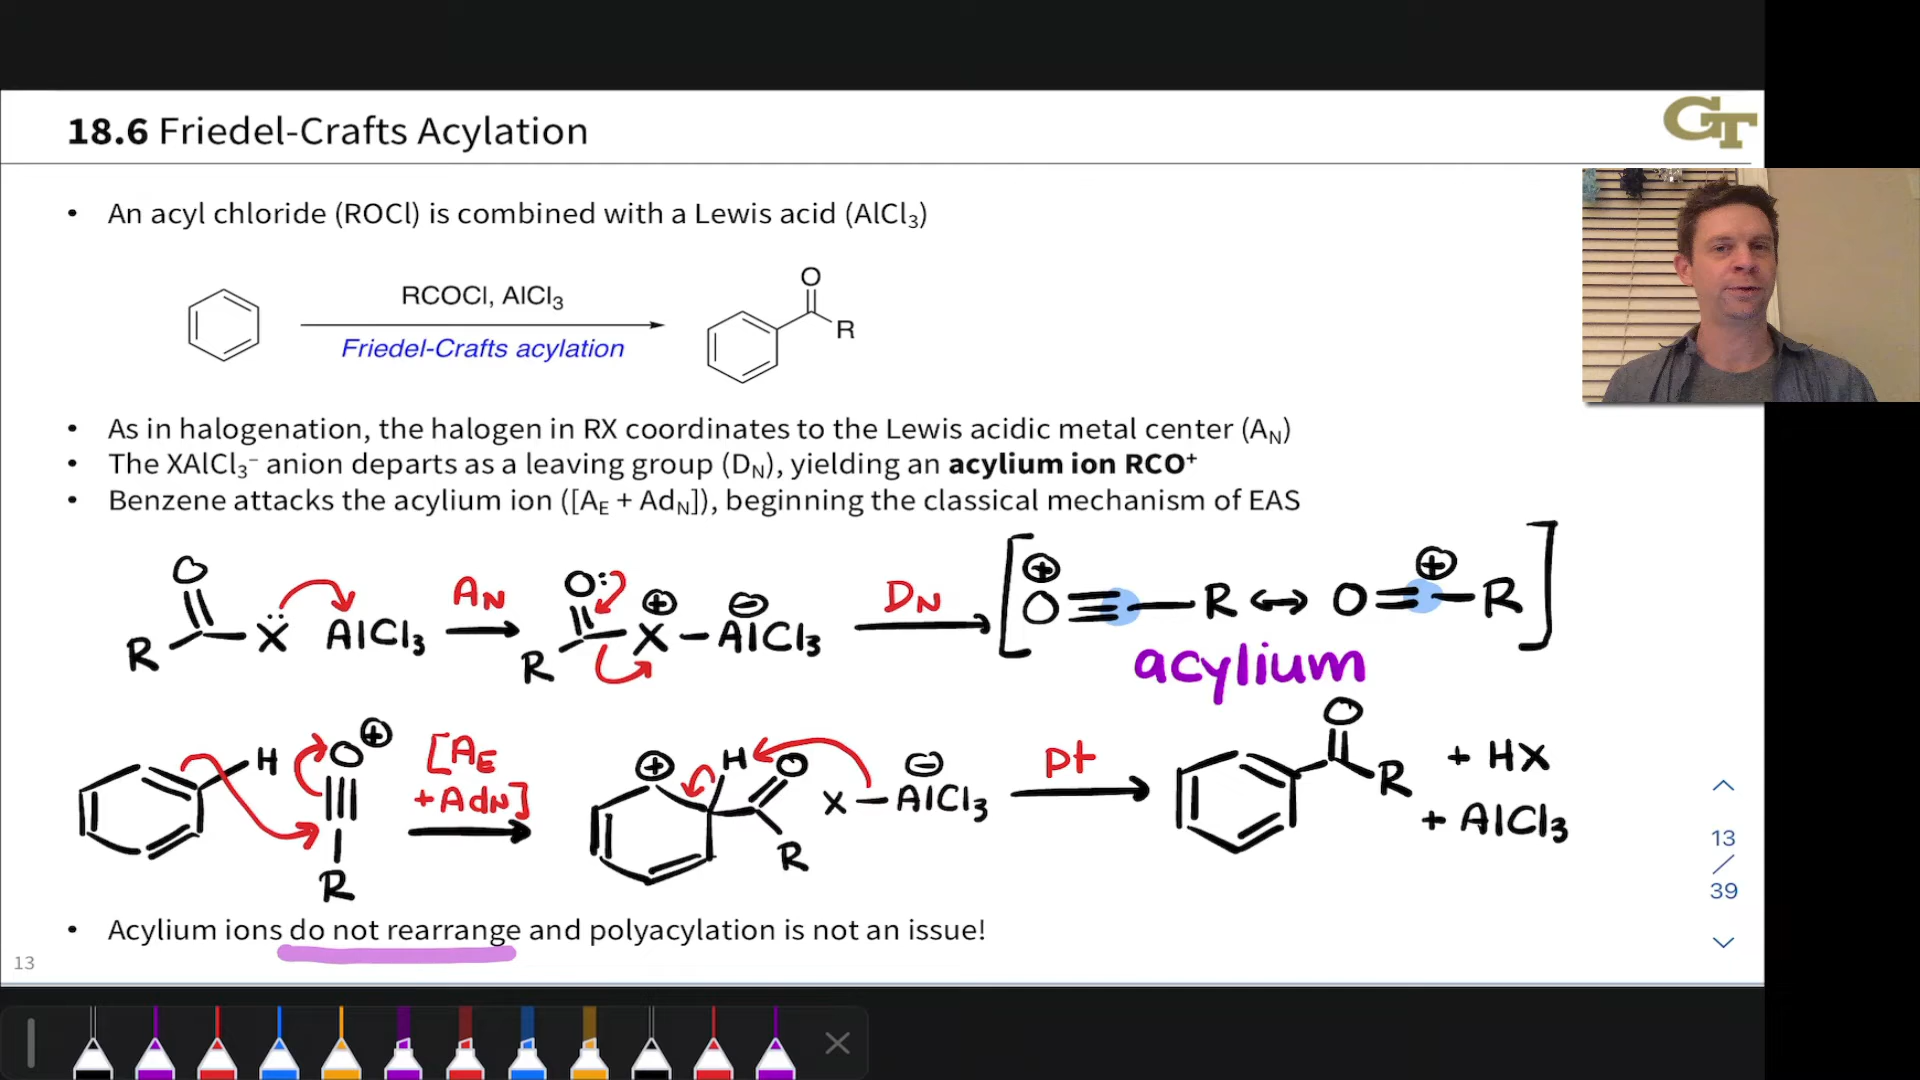 18.6 Friedel-Crafts Acylation
GT
• An acyl chloride (ROCl) is combined with a Lewis acid (AlCl₃)
O
RCOCl, AlCl₃
R
Friedel-Crafts acylation
• As in halogenation, the halogen in RX coordinates to the Lewis acidic metal center (Aₙ)
• The XAlCl₃⁻ anion departs as a leaving group (Dₙ), yielding an acylium ion RCO⁺
• Benzene attacks the acylium ion ([Aᴇ + Adₙ]), beginning the classical mechanism of EAS
O R X AlCl₃ Aₙ O: R X ⊕ – AlCl₃ ⊖ Dₙ [ ⊕ O≡–R ↔ O=⊕–R ]
acylium
H O⊕ R [Aᴇ + Adₙ] ⊕ H O R X–AlCl₃ ⊖ pt O R + HX
+ AlCl₃
13
/
39
• Acylium ions do not rearrange and polyacylation is not an issue!
13